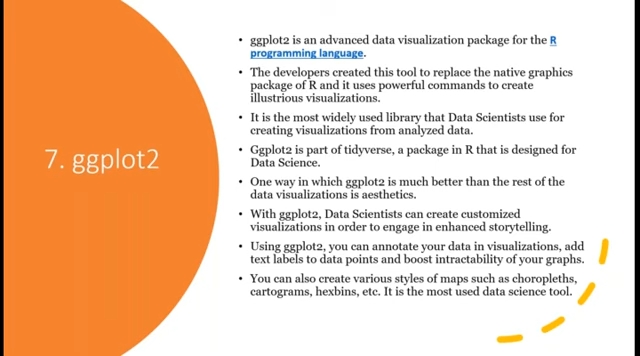 7. ggplot2
• ggplot2 is an advanced data visualization package for the R
programming language.
• The developers created this tool to replace the native graphics
package of R and it uses powerful commands to create
illustrious visualizations.
• It is the most widely used library that Data Scientists use for
creating visualizations from analyzed data.
• Ggplot2 is part of tidyverse, a package in R that is designed for
Data Science.
• One way in which ggplot2 is much better than the rest of the
data visualizations is aesthetics.
• With ggplot2, Data Scientists can create customized
visualizations in order to engage in enhanced storytelling.
• Using ggplot2, you can annotate your data in visualizations, add
text labels to data points and boost intractability of your graphs.
• You can also create various styles of maps such as choropleths,
cartograms, hexbins, etc. It is the most used data science tool.